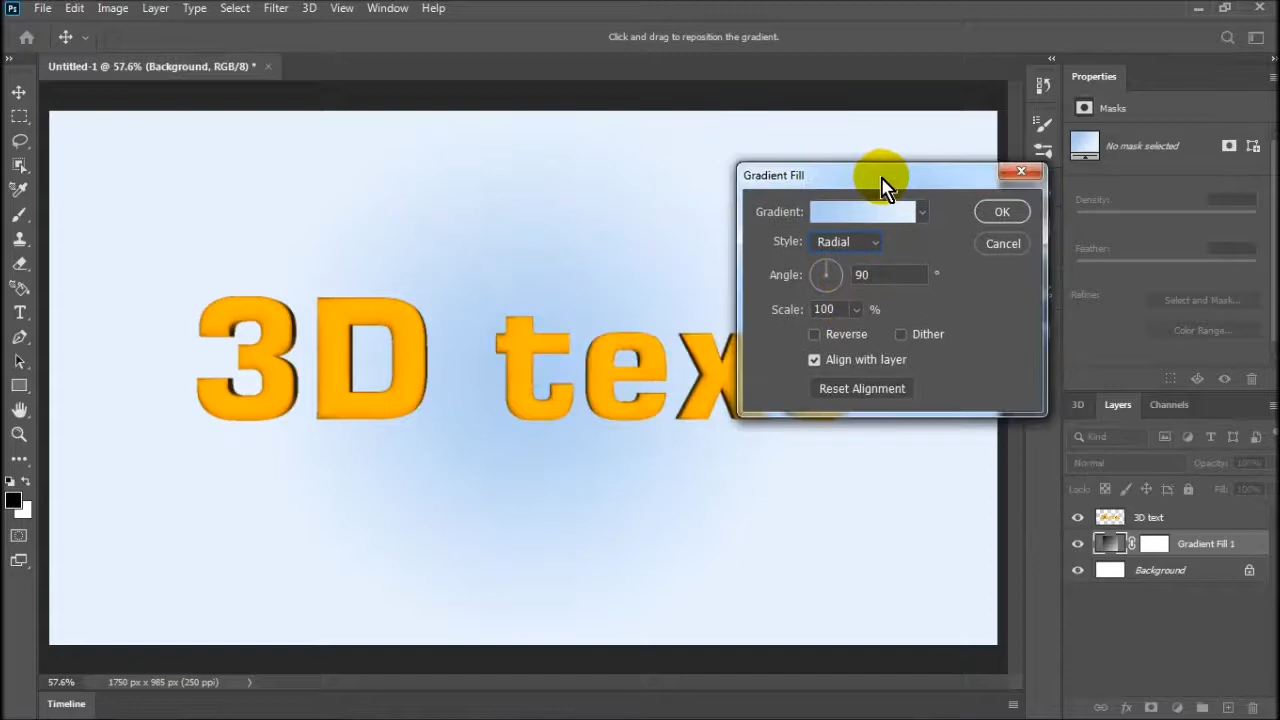 Ps File Edit Image Layer Type Select Filter 3D View Window Help
Click and drag to reposition the gradient.
Untitled-1 @ 57.6% (Background, RGB/8) *
Properties
Masks
No mask selected
Density:
Feather:
Refine:
Select and Mask...
Color Range...
Gradient Fill
Gradient:
OK
Style: Radial
Cancel
Angle: 90 °
Scale: 100 %
Reverse Dither
Align with layer
Reset Alignment
3D tex
3D Layers Channels
Kind
Normal Opacity: 100%
Lock: Fill: 100%
3D text
Gradient Fill 1
Background
57.6% 1750 px x 985 px (250 ppi)
Timeline